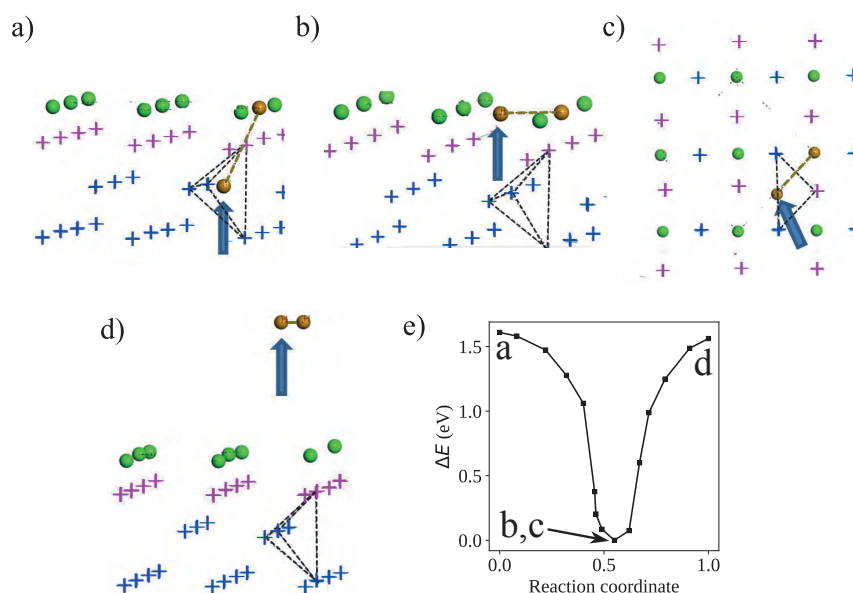 a)
b)
c)
d)
e)
1.5
1.0
0.5
0.0
ΔE (eV)
a
d
b,c
0.0
0.5
1.0
Reaction coordinate